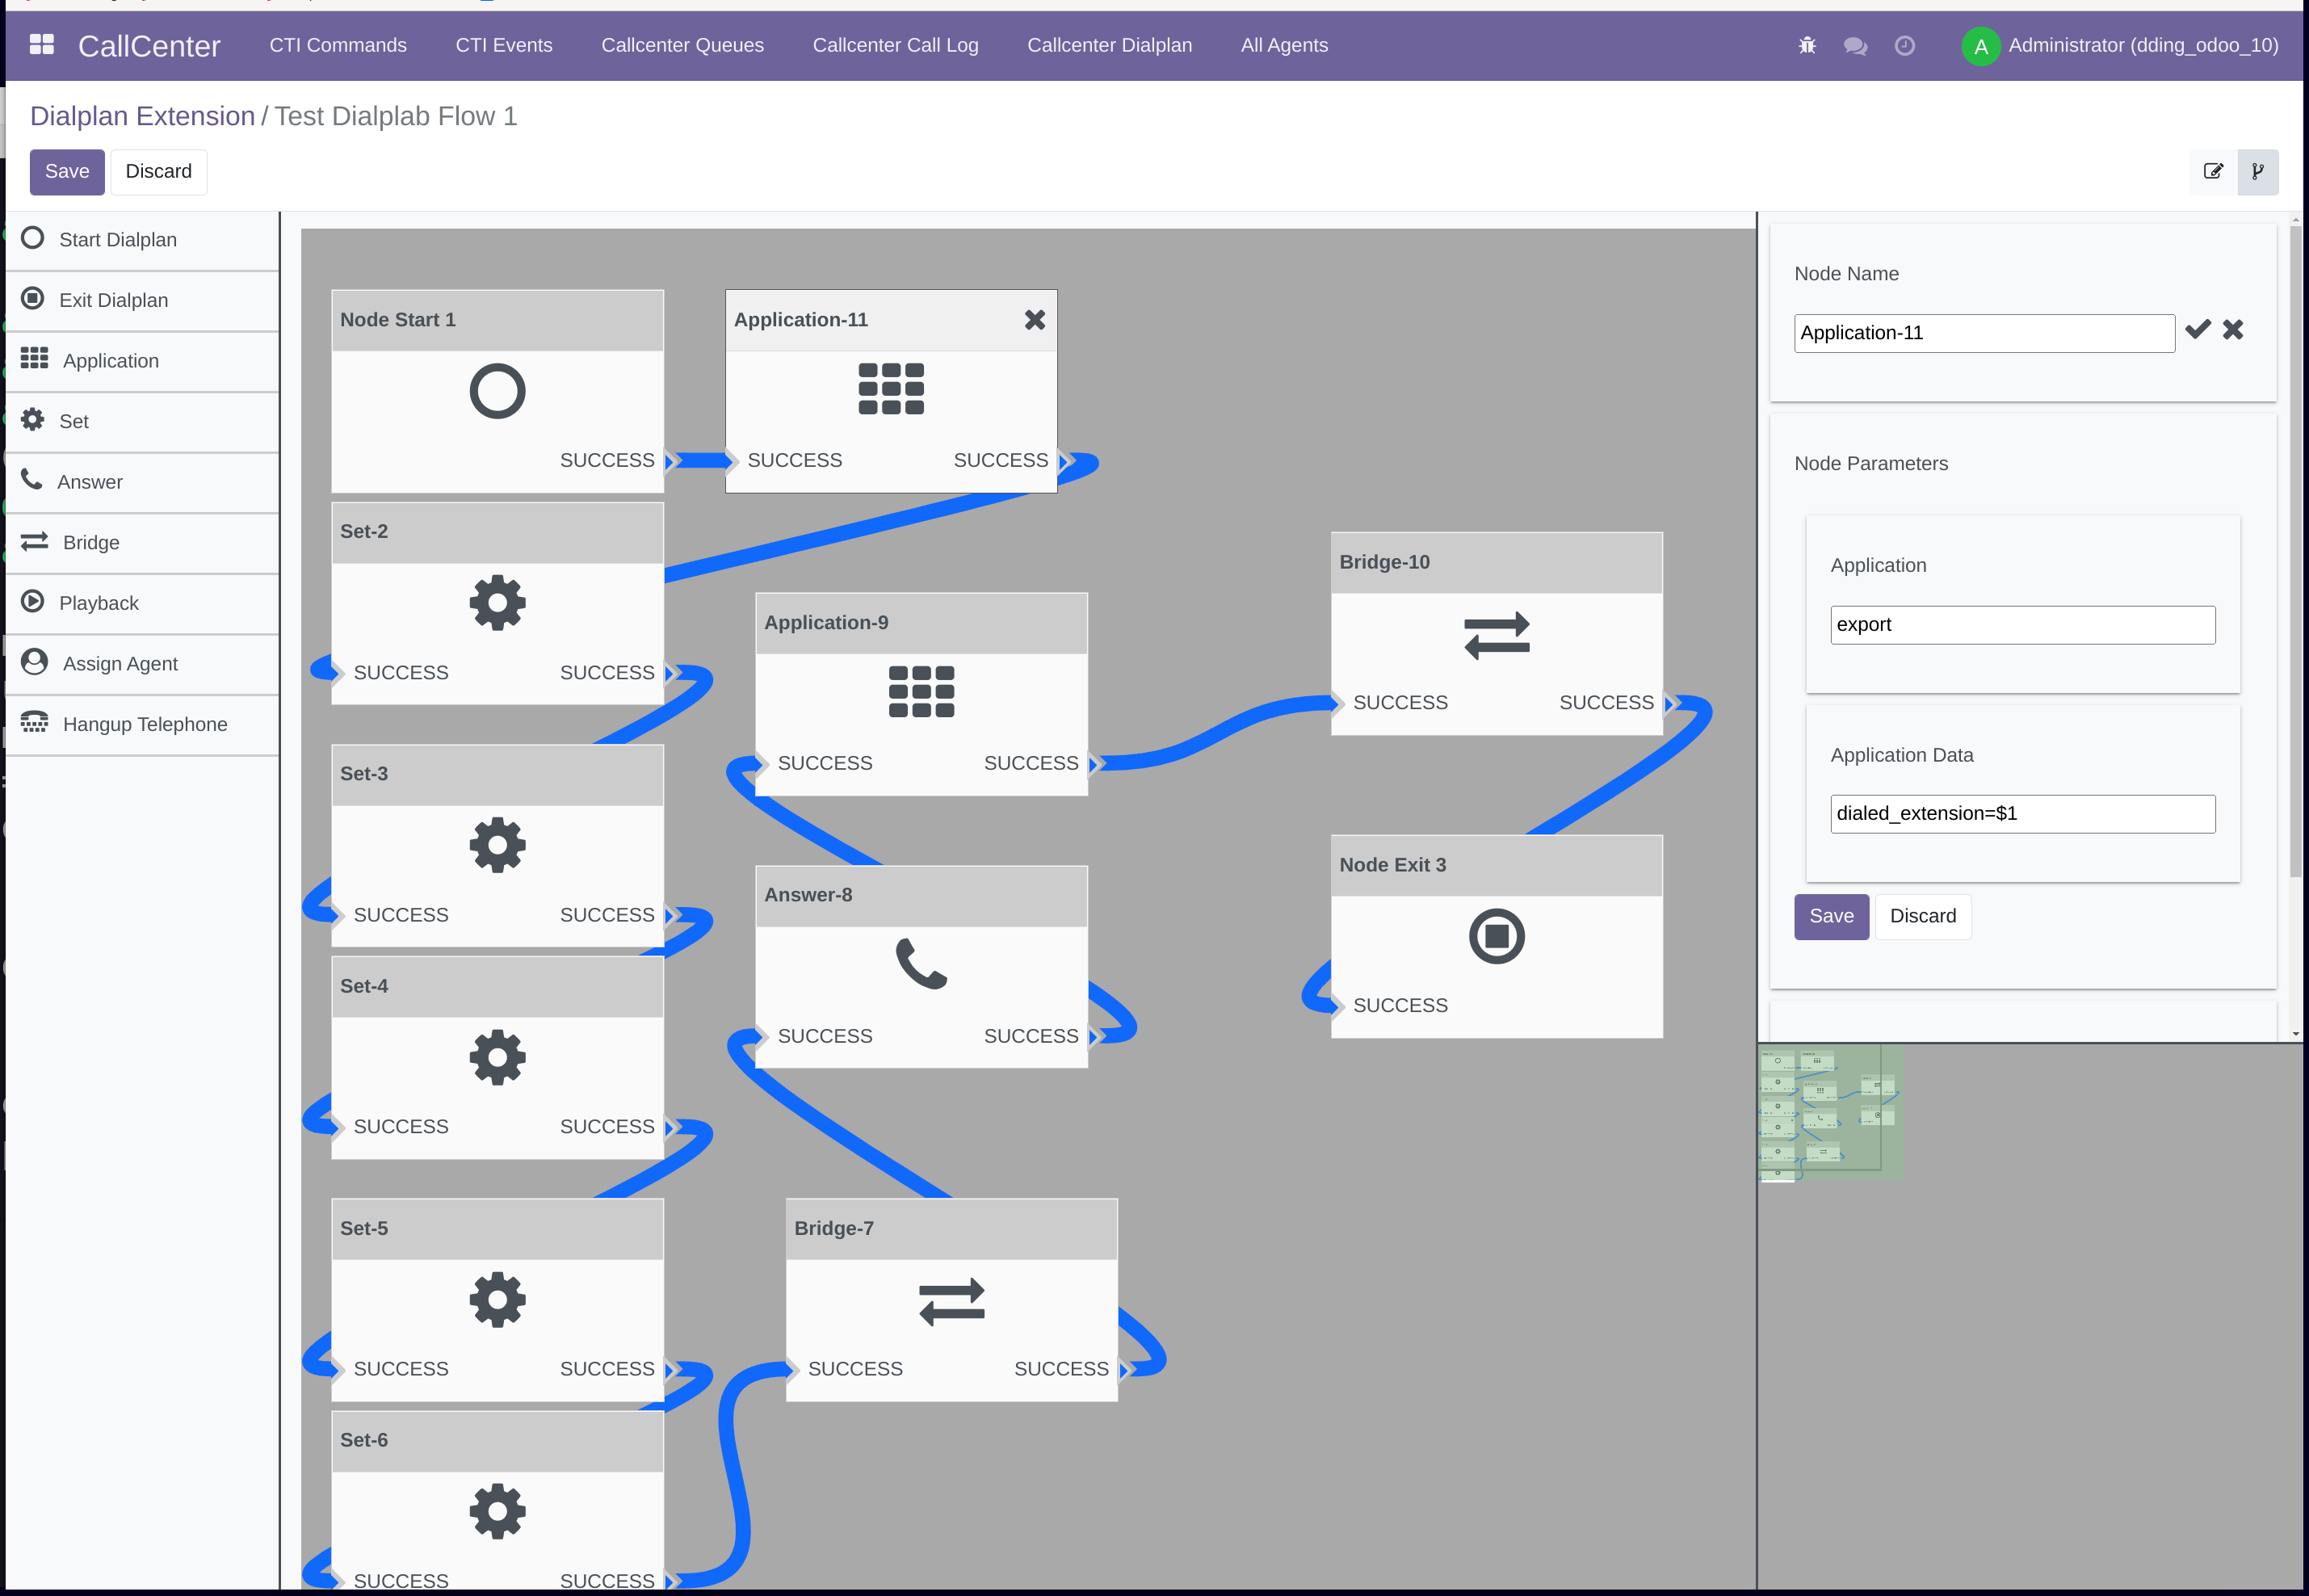 CallCenter CTI Commands CTI Events Callcenter Queues Callcenter Call Log Callcenter Dialplan All Agents A Administrator (dding_odoo_10)
Dialplan Extension / Test Dialplab Flow 1
Save Discard
Start Dialplan
Exit Dialplan
Application
Set
Answer
Bridge
Playback
Assign Agent
Hangup Telephone
Node Start 1
SUCCESS
Application-11
SUCCESS SUCCESS
Set-2
SUCCESS SUCCESS
Set-3
SUCCESS SUCCESS
Set-4
SUCCESS SUCCESS
Set-5
SUCCESS SUCCESS
Set-6
SUCCESS SUCCESS
Application-9
SUCCESS SUCCESS
Answer-8
SUCCESS SUCCESS
Bridge-7
SUCCESS SUCCESS
Bridge-10
SUCCESS SUCCESS
Node Exit 3
SUCCESS
Node Name
Application-11
Node Parameters
Application
export
Application Data
dialed_extension=$1
Save Discard